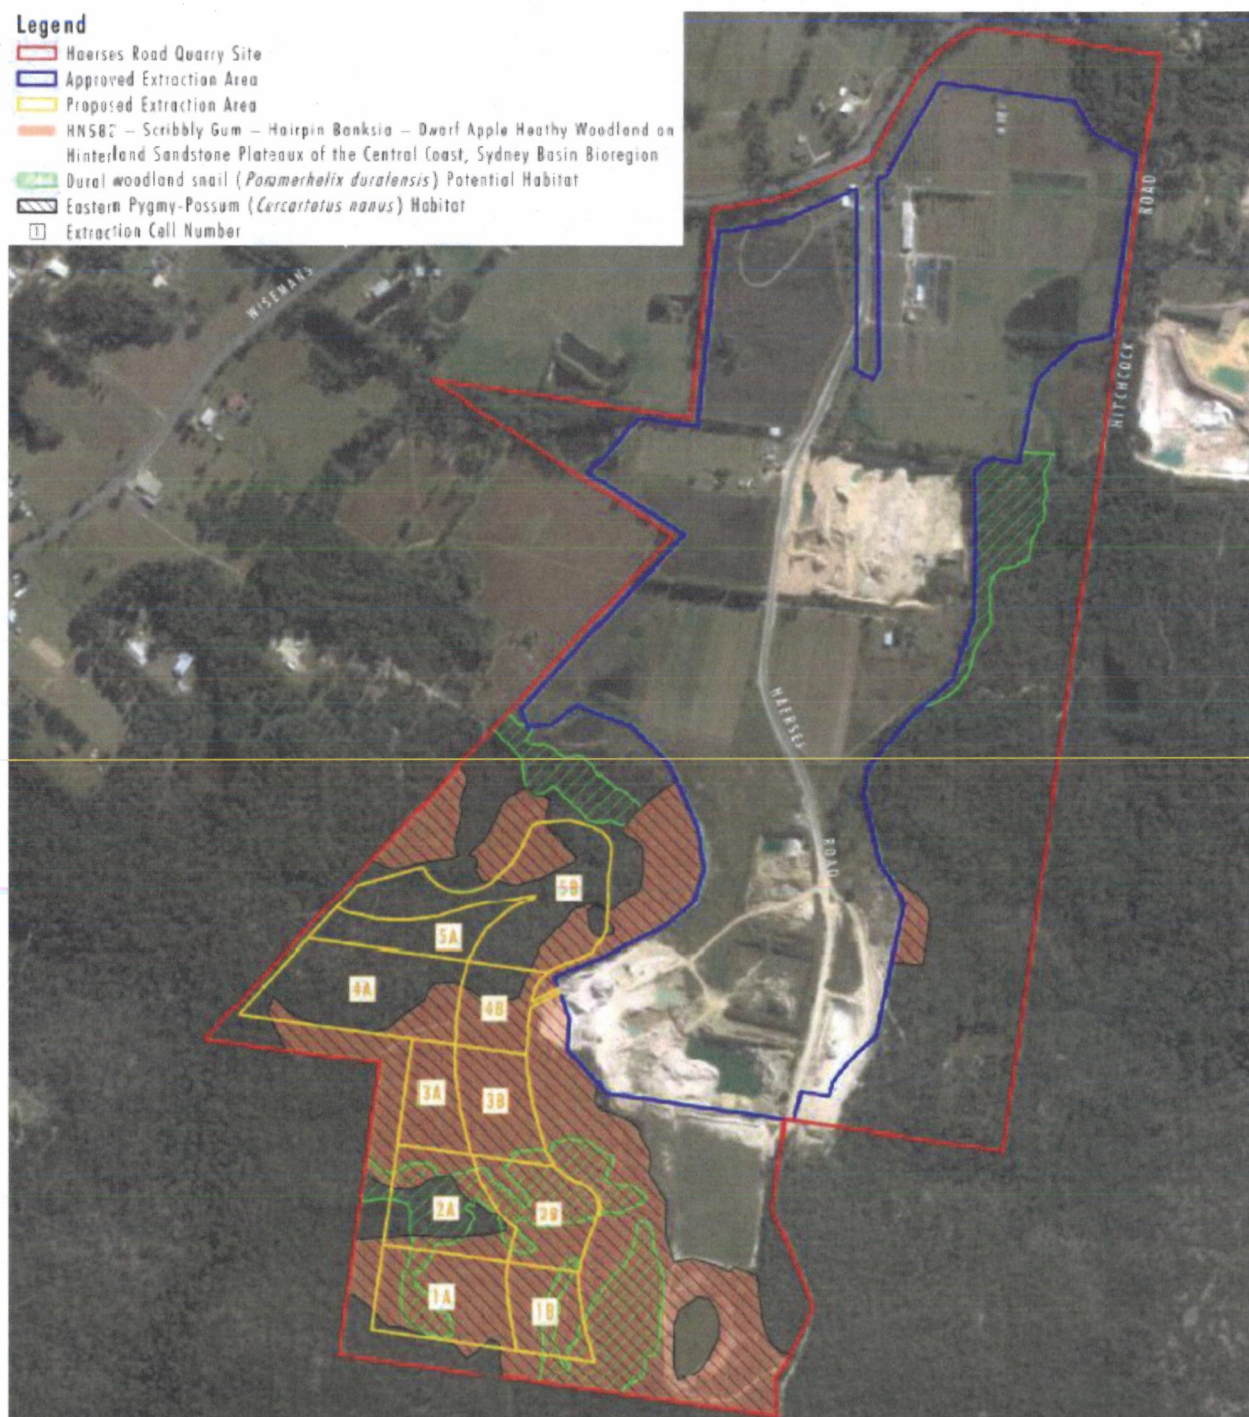 Legend
Haerses Road Quarry Site
Approved Extraction Area
Proposed Extraction Area
HN582 – Scribbly Gum – Hairpin Banksia – Dwarf Apple Heathy Woodland on
Hinterland Sandstone Plateaux of the Central Coast, Sydney Basin Bioregion
Dural woodland snail (Pommerhelix duralensis) Potential Habitat
Eastern Pygmy-Possum (Cercartetus nanus) Habitat
1 Extraction Cell Number
WISEMANS
ROAD
HITCHCOCK
HAERSES
ROAD
5B
5A
4A
4B
3A
3B
2A
2B
1A
1B